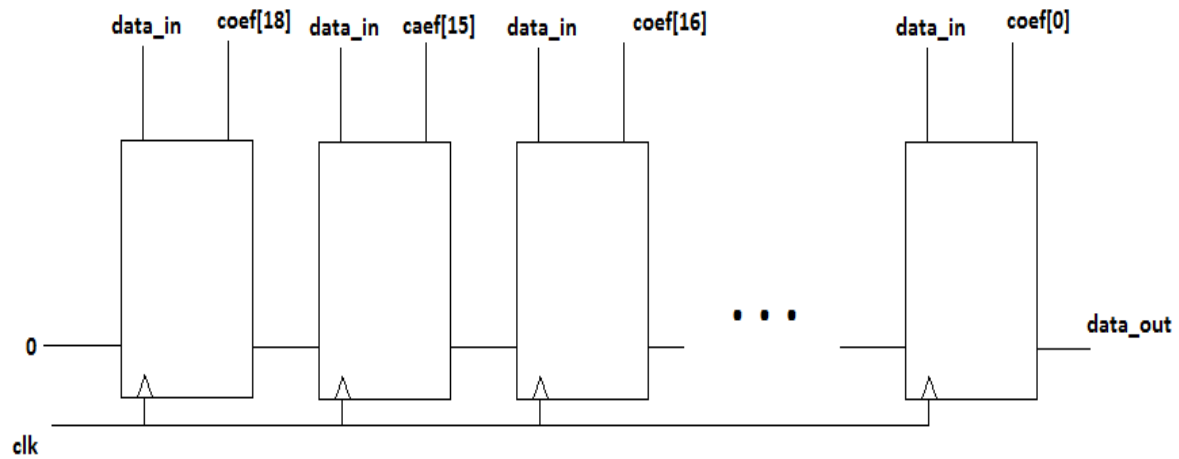 data_in coef[18] data_in caef[15] data_in coef[16] data_in coef[0]
0
data_out
clk